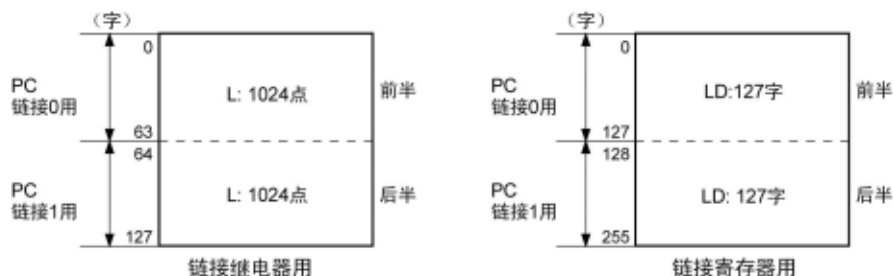 （字）
0
PC
链接0用
L: 1024点
前半
63
64
PC
链接1用
L: 1024点
后半
127
链接继电器用
（字）
0
PC
链接0用
LD:127字
前半
127
128
PC
链接1用
LD: 127字
后半
255
链接寄存器用